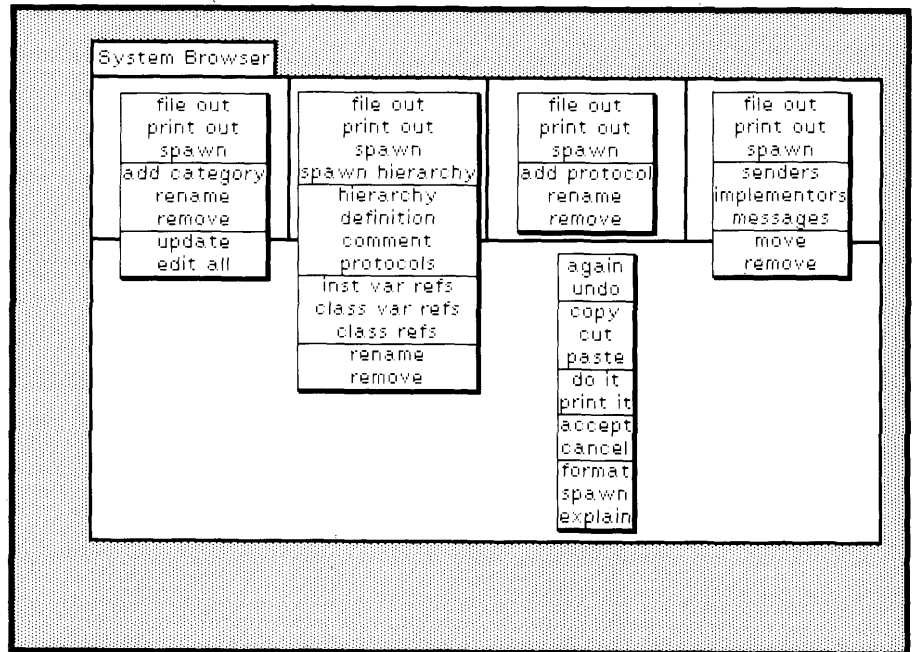 System Browser
file out
print out
spawn
add category
rename
remove
update
edit all
file out
print out
spawn
spawn hierarchy
hierarchy
definition
comment
protocols
inst var refs
class var refs
class refs
rename
remove
file out
print out
spawn
add protocol
rename
remove
file out
print out
spawn
senders
implementors
messages
move
remove
again
undo
copy
cut
paste
do it
print it
accept
cancel
format
spawn
explain